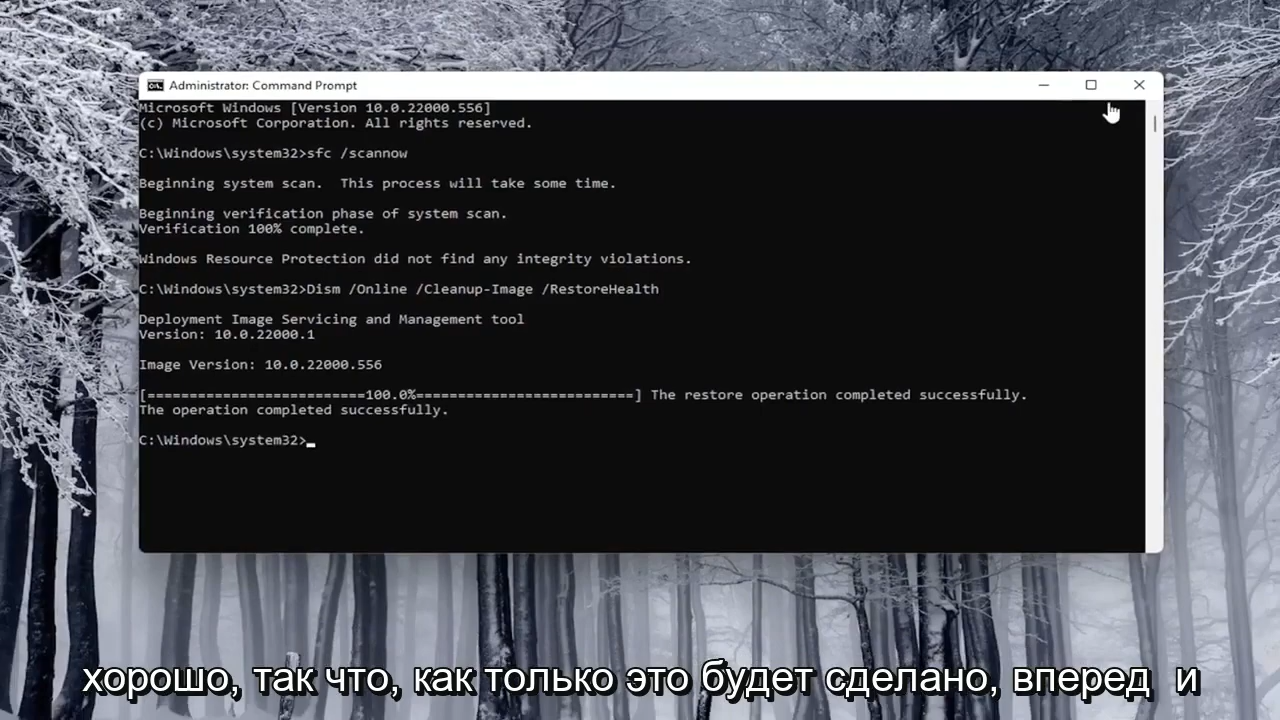 Administrator: Command Prompt
Microsoft Windows [Version 10.0.22000.556]
(c) Microsoft Corporation. All rights reserved.
C:\Windows\system32>sfc /scannow
Beginning system scan.  This process will take some time.
Beginning verification phase of system scan.
Verification 100% complete.
Windows Resource Protection did not find any integrity violations.
C:\Windows\system32>Dism /Online /Cleanup-Image /RestoreHealth
Deployment Image Servicing and Management tool
Version: 10.0.22000.1
Image Version: 10.0.22000.556
[==========================100.0%==========================] The restore operation completed successfully.
The operation completed successfully.
C:\Windows\system32>
хорошо, так что, как только это будет сделано, вперед и